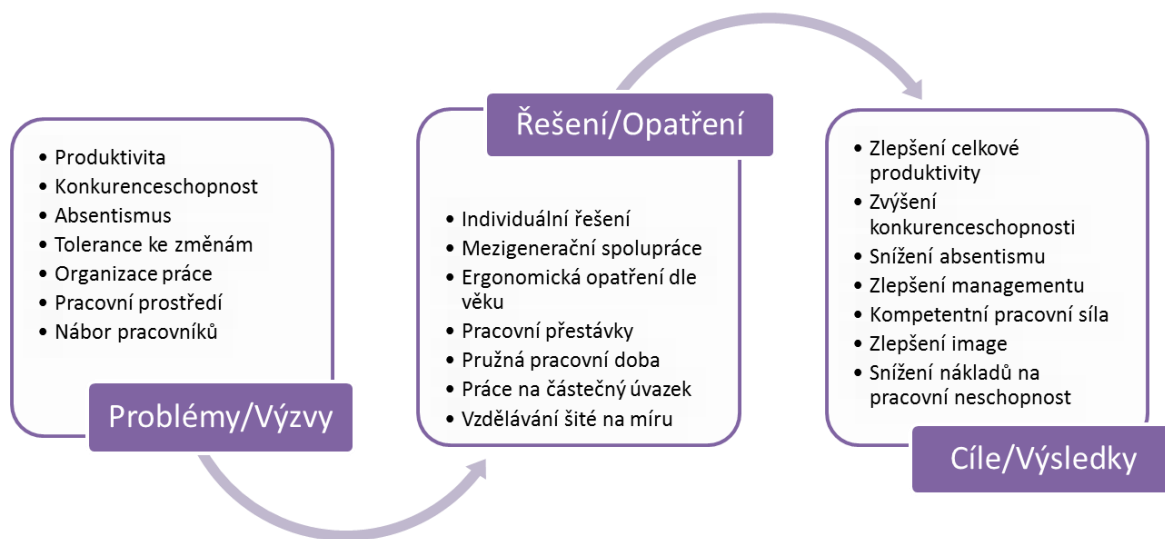 • Produktivita
• Konkurenceschopnost
• Absentismus
• Tolerance ke změnám
• Organizace práce
• Pracovní prostředí
• Nábor pracovníků
Problémy/Výzvy
Řešení/Opatření
• Individuální řešení
• Mezigenerační spolupráce
• Ergonomická opatření dle
věku
• Pracovní přestávky
• Pružná pracovní doba
• Práce na částečný úvazek
• Vzdělávání šité na míru
• Zlepšení celkové
produktivity
• Zvýšení
konkurenceschopnosti
• Snížení absentismu
• Zlepšení managementu
• Kompetentní pracovní síla
• Zlepšení image
• Snížení nákladů na
pracovní neschopnost
Cíle/Výsledky